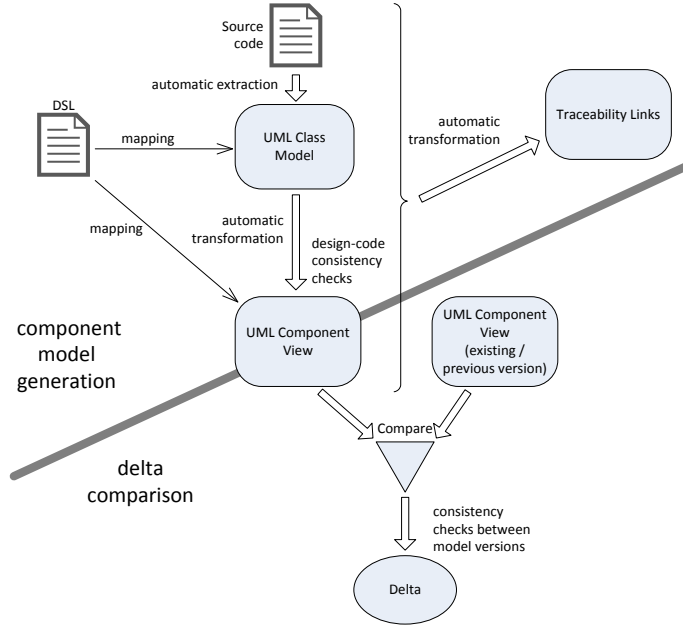 Source
code
automatic extraction
DSL
mapping
UML Class
Model
automatic
transformation
Traceability Links
mapping
automatic
transformation
design-code
consistency
checks
component
model
generation
UML Component
View
UML Component
View
(existing /
previous version)
Compare
delta
comparison
consistency
checks between
model versions
Delta